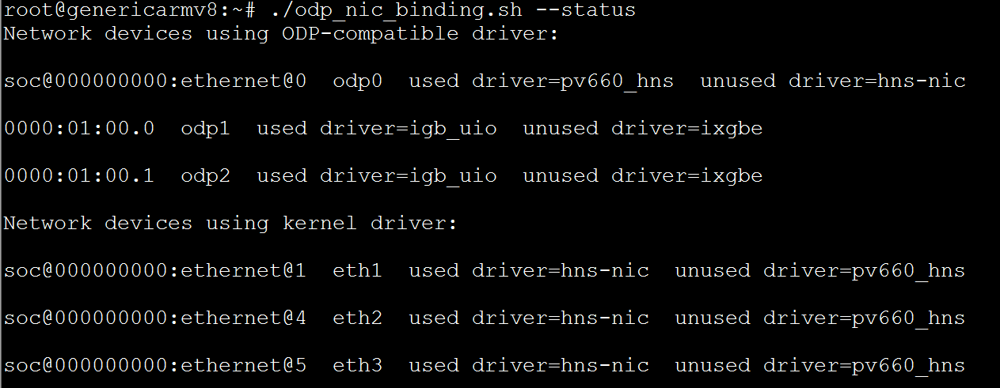 root@genericarmv8:~# ./odp_nic_binding.sh --status
Network devices using ODP-compatible driver:
soc@000000000:ethernet@0  odp0  used driver=pv660_hns  unused driver=hns-nic
0000:01:00.0  odp1  used driver=igb_uio  unused driver=ixgbe
0000:01:00.1  odp2  used driver=igb_uio  unused driver=ixgbe
Network devices using kernel driver:
soc@000000000:ethernet@1  eth1  used driver=hns-nic  unused driver=pv660_hns
soc@000000000:ethernet@4  eth2  used driver=hns-nic  unused driver=pv660_hns
soc@000000000:ethernet@5  eth3  used driver=hns-nic  unused driver=pv660_hns